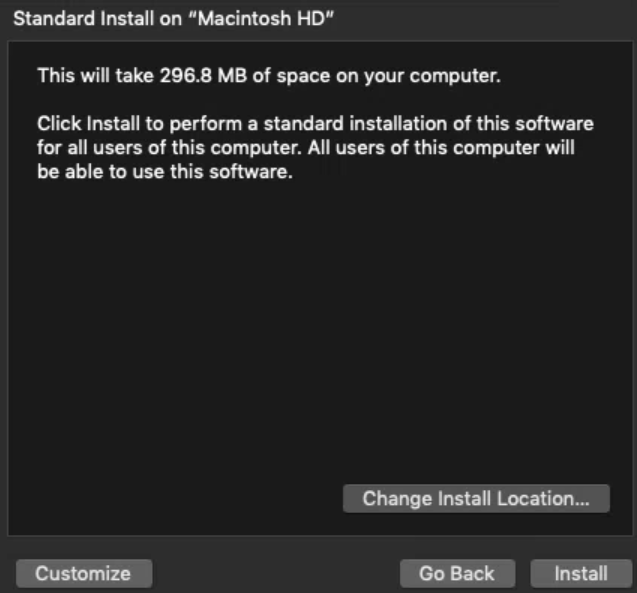 Standard Install on “Macintosh HD”
This will take 296.8 MB of space on your computer.
Click Install to perform a standard installation of this software
for all users of this computer. All users of this computer will
be able to use this software.
Change Install Location...
Customize
Go Back
Install